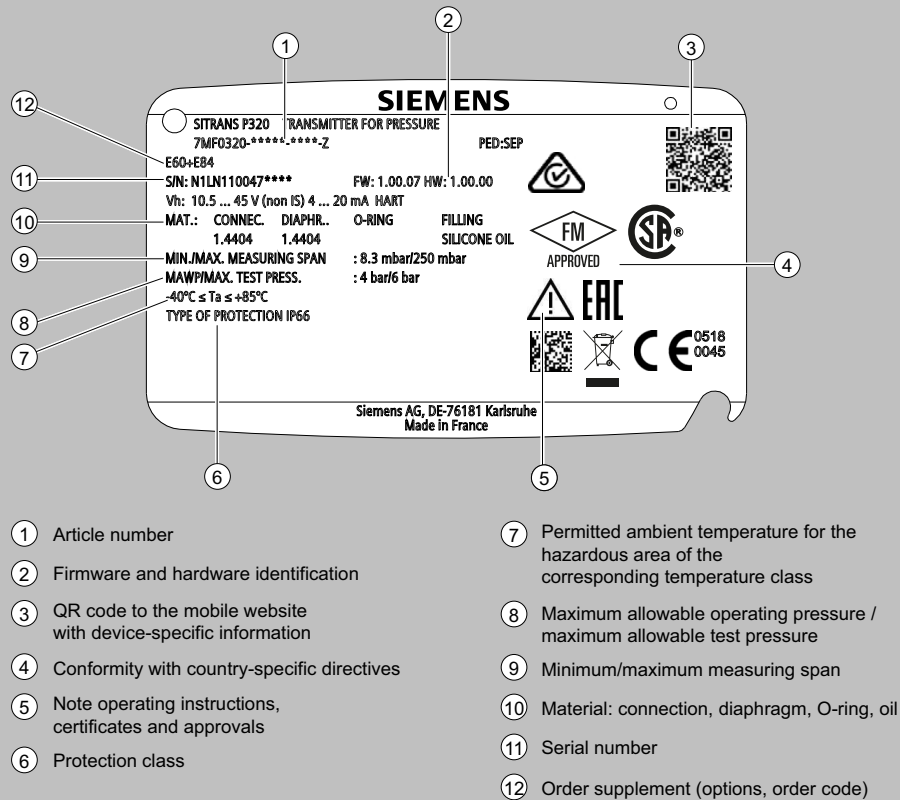 2
1
3
SIEMENS
12
SITRANS P320 TRANSMITTER FOR PRESSURE
7MF0320-*****-****-Z PED:SEP
E60+E84
11
S/N: N1LN110047**** FW: 1.00.07 HW: 1.00.00
Vh: 10.5 ... 45 V (non IS) 4 ... 20 mA HART
10
MAT.: CONNEC. DIAPHR.. O-RING FILLING
1.4404 1.4404 SILICONE OIL
FM
APPROVED
SA®
9
MIN./MAX. MEASURING SPAN : 8.3 mbar/250 mbar
4
MAWP/MAX. TEST PRESS. : 4 bar/6 bar
8
-40°C ≤ Ta ≤ +85°C
7
TYPE OF PROTECTION IP66
EAC
CE 0518
0045
Siemens AG, DE-76181 Karlsruhe
Made in France
6
5
1 Article number
2 Firmware and hardware identification
3 QR code to the mobile website
with device-specific information
4 Conformity with country-specific directives
5 Note operating instructions,
certificates and approvals
6 Protection class
7 Permitted ambient temperature for the
hazardous area of the
corresponding temperature class
8 Maximum allowable operating pressure /
maximum allowable test pressure
9 Minimum/maximum measuring span
10 Material: connection, diaphragm, O-ring, oil
11 Serial number
12 Order supplement (options, order code)